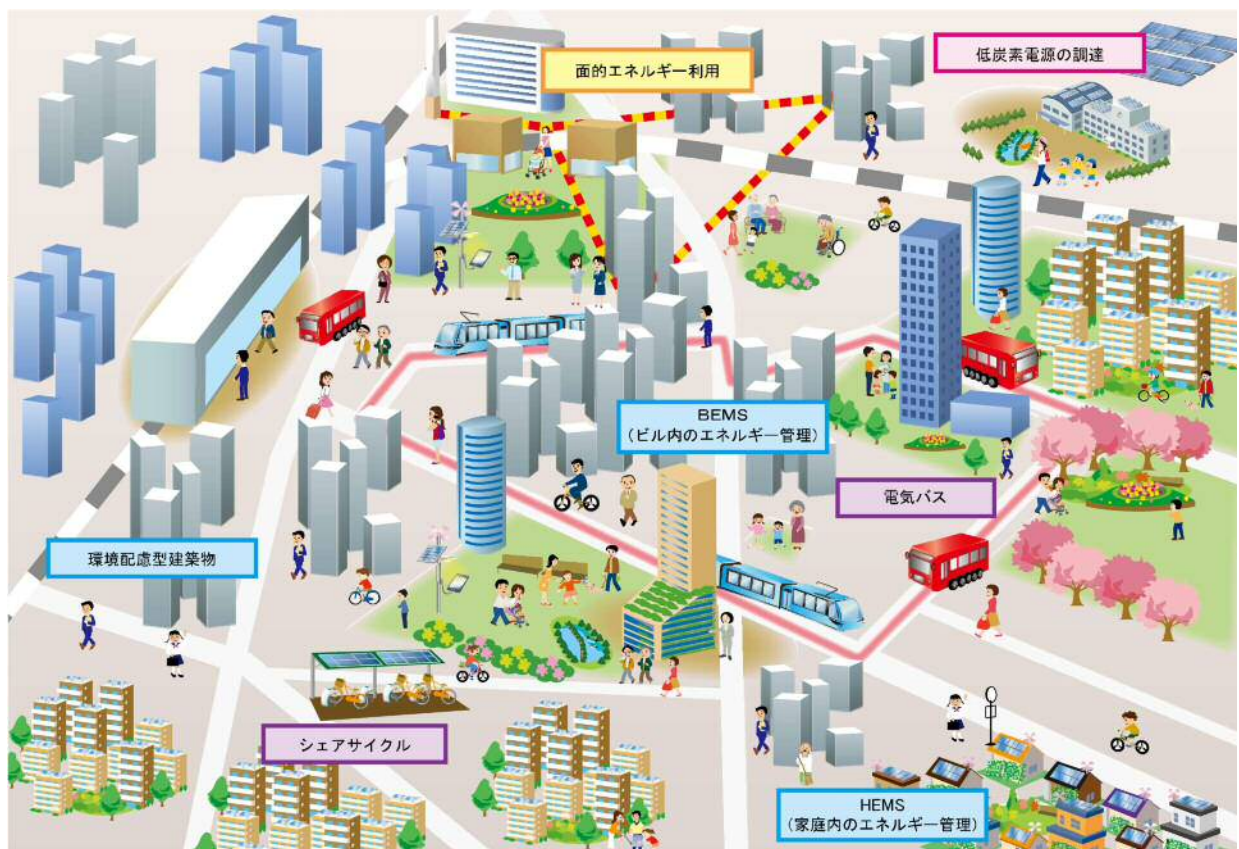 面的エネルギー利用
低炭素電源の調達
BEMS
(ビル内のエネルギー管理)
電気バス
環境配慮型建築物
シェアサイクル
HEMS
(家庭内のエネルギー管理)